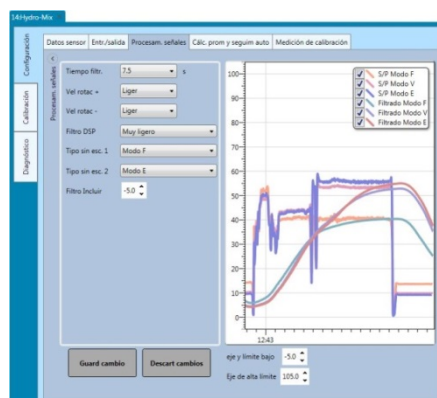 14:Hydro-Mix
Configuración
Calibración
Diagnóstico
Datos sensor
Entr./salida
Procesam. señales
Cálc. prom y seguim auto
Medición de calibración
Procesam. señales
Tiempo filtr. 7.5 s
Vel rotac + Liger
Vel rotac - Liger
Filtro DSP Muy ligero
Tipo sin esc. 1 Modo F
Tipo sin esc. 2 Modo E
Filtro Incluir -5.0
Guard cambio
Descart cambios
100
90
80
70
60
50
40
30
20
10
0
12:43
S/P Modo F
S/P Modo V
S/P Modo E
Filtrado Modo F
Filtrado Modo V
Filtrado Modo E
eje y límite bajo -5.0
Eje de alta límite 105.0